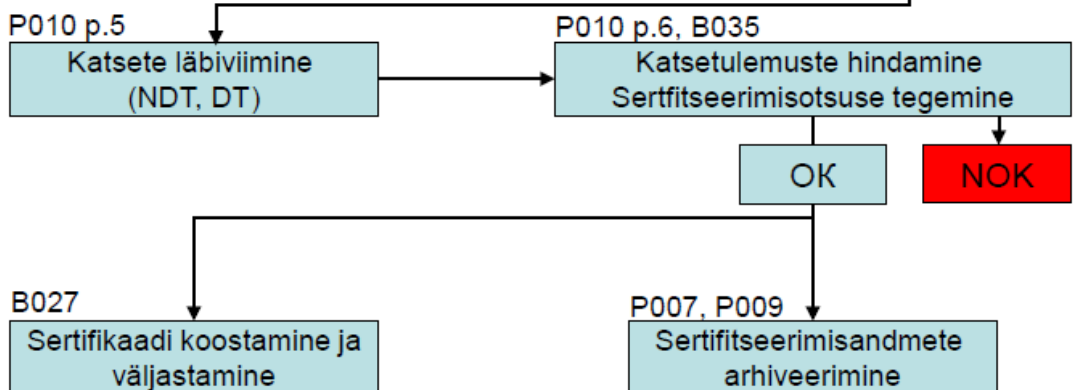 P010 p.5
Katsete läbiviimine
(NDT, DT)
P010 p.6, B035
Katsetulemuste hindamine
Sertfitseerimisotsuse tegemine
OK
NOK
B027
Sertifikaadi koostamine ja
väljastamine
P007, P009
Sertifitseerimisandmete
arhiveerimine